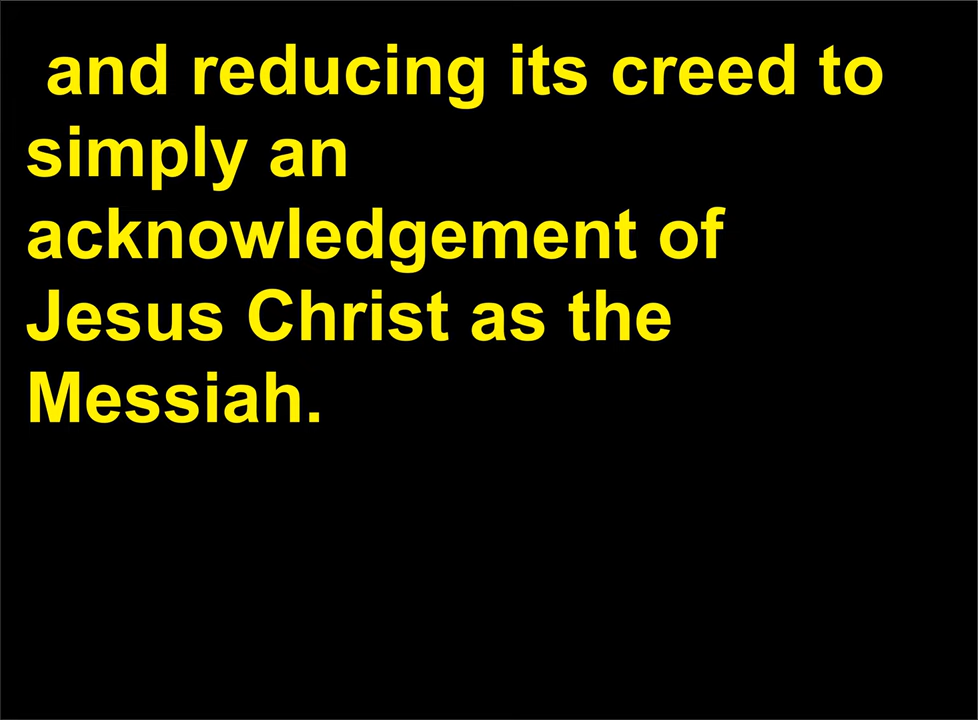 and reducing its creed to
simply an
acknowledgement of
Jesus Christ as the
Messiah.